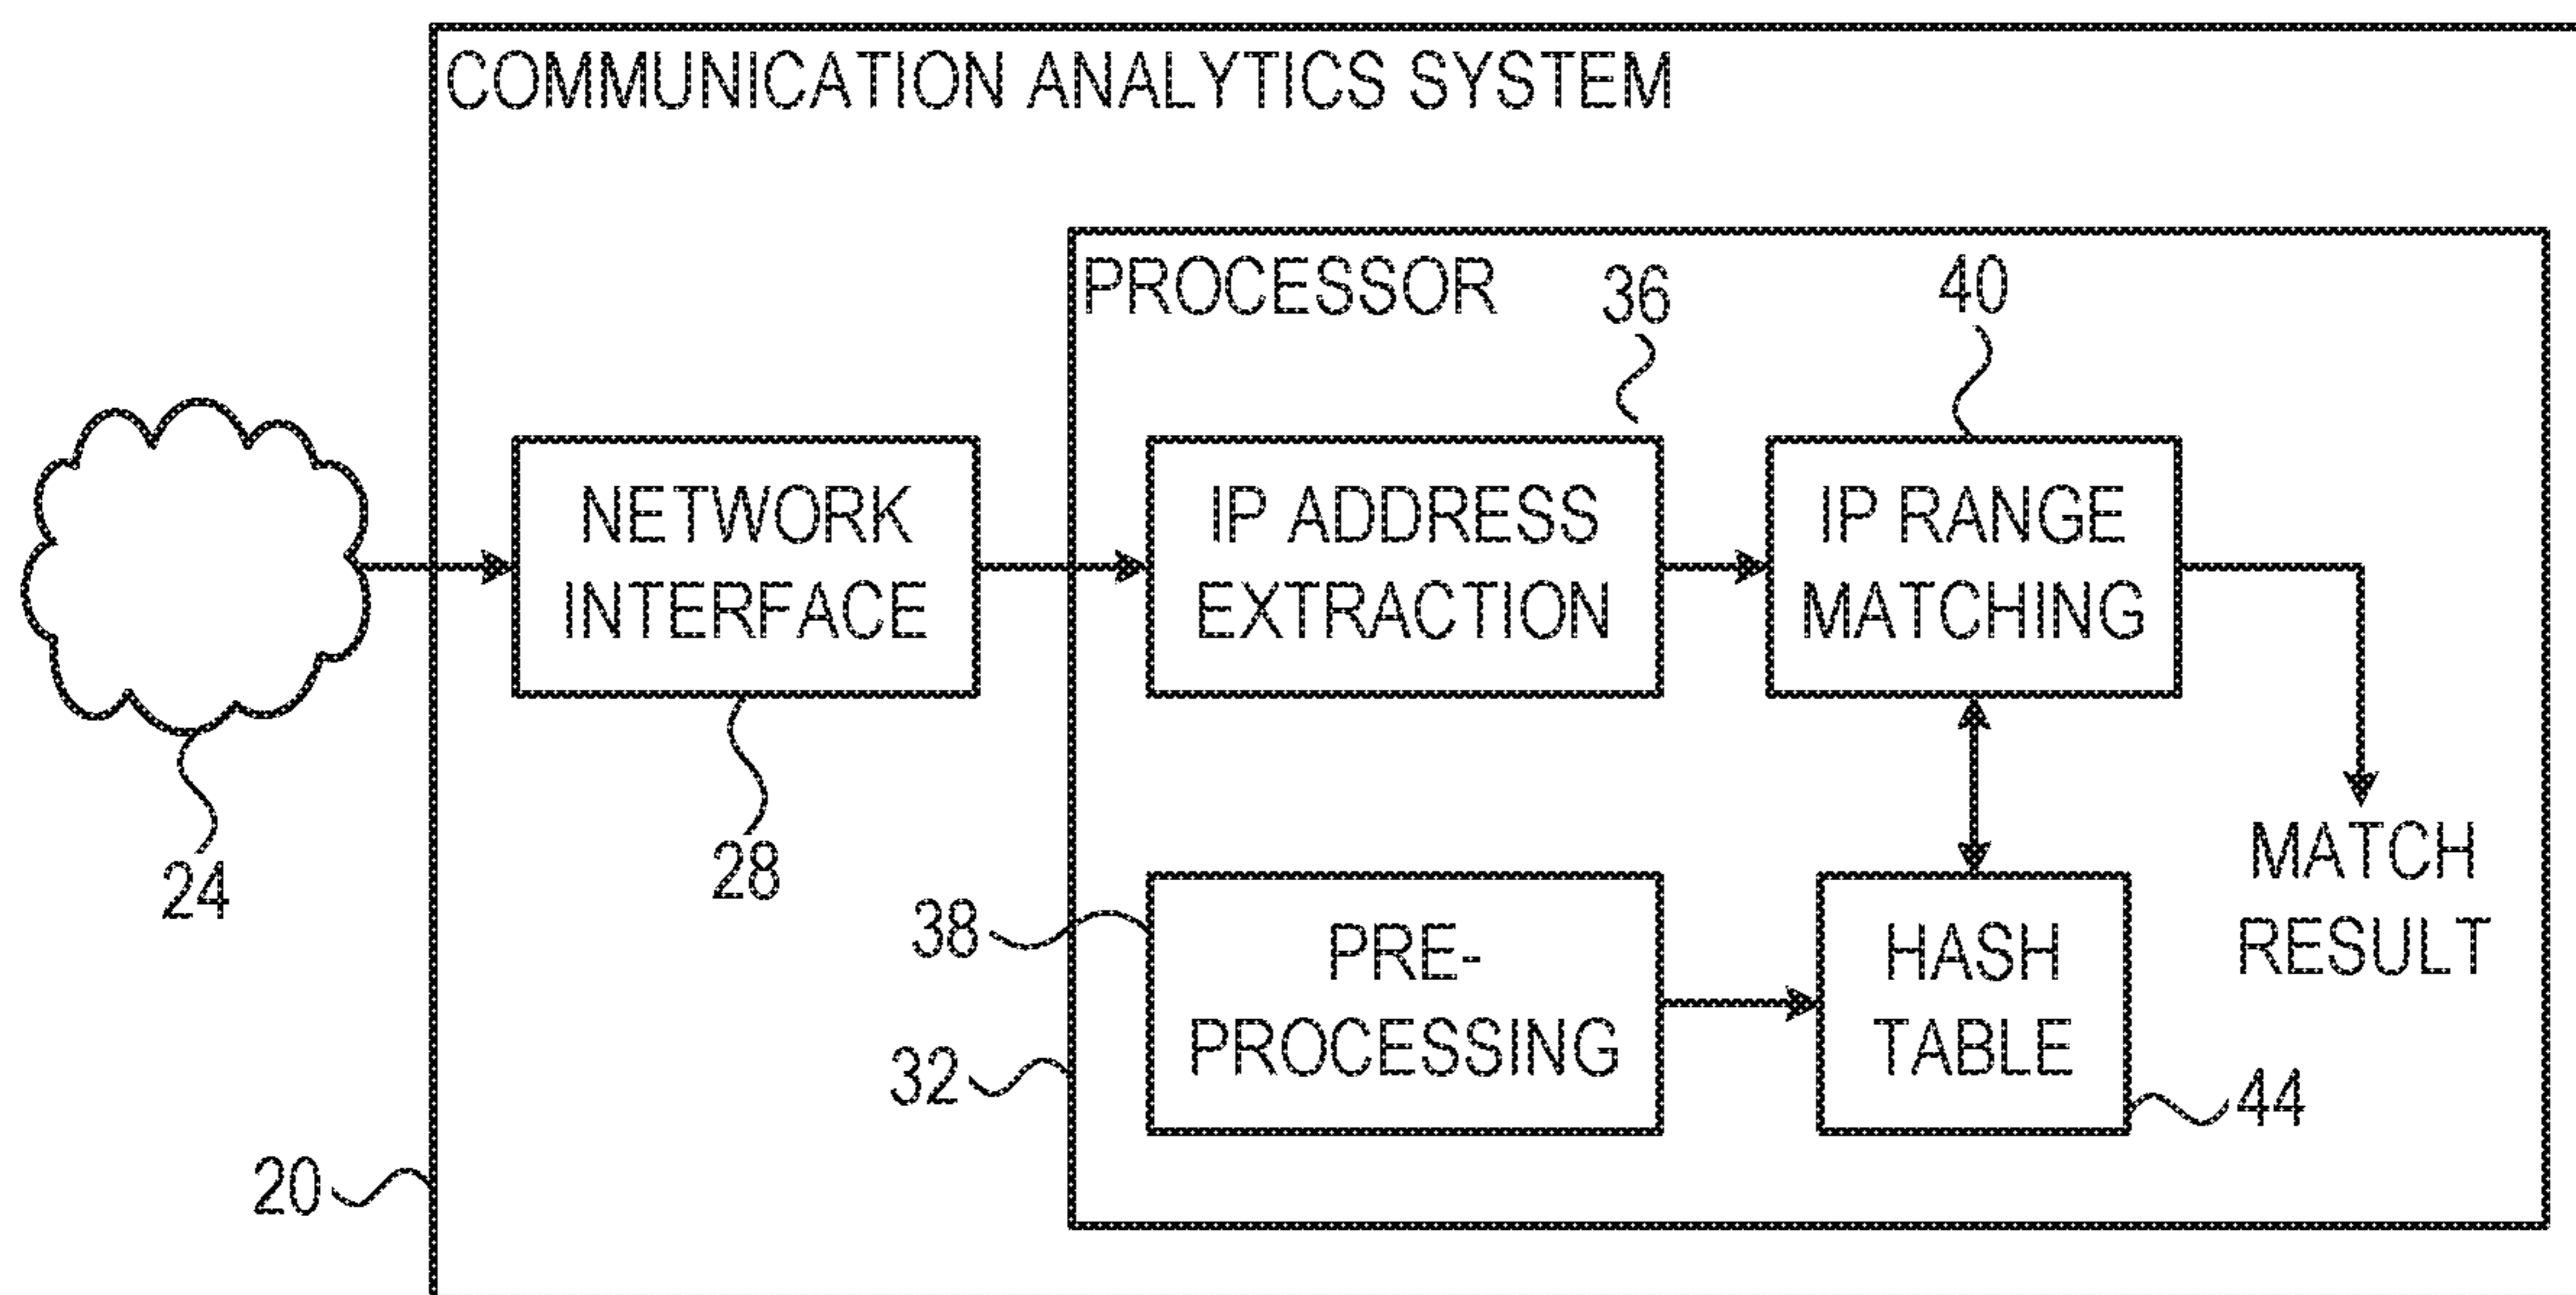 COMMUNICATION ANALYTICS SYSTEM
PROCESSOR
36
40
NETWORK
INTERFACE
IP ADDRESS
EXTRACTION
IP RANGE
MATCHING
24
28
38
PRE-
PROCESSING
HASH
TABLE
MATCH
RESULT
32
44
20